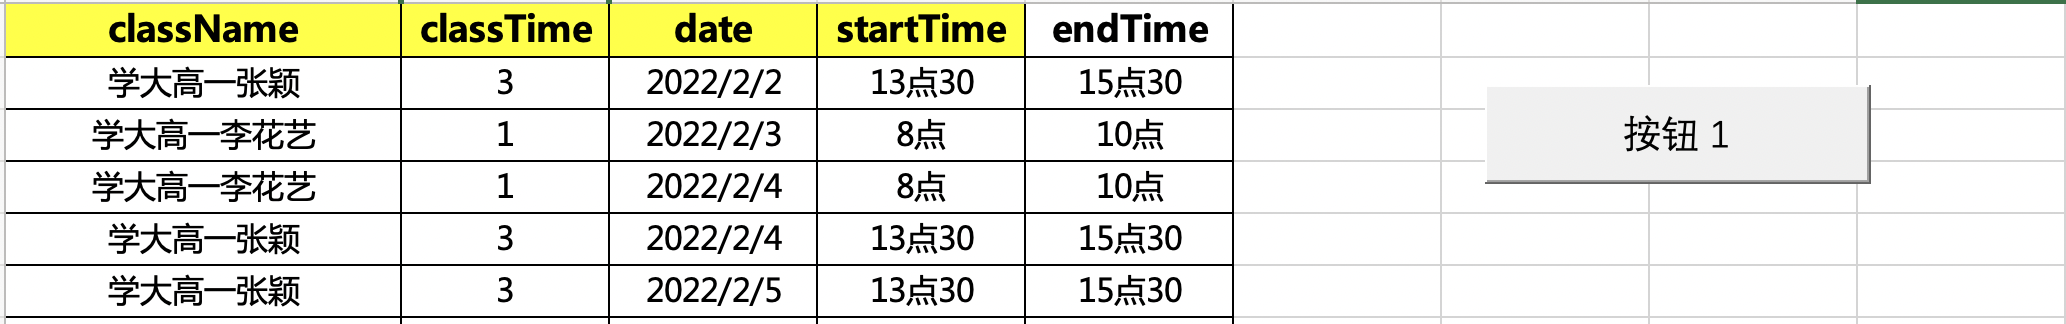 className classTime date startTime endTime
学大高一张颖 3 2022/2/2 13点30 15点30
按钮 1
学大高一李花艺 1 2022/2/3 8点 10点
学大高一李花艺 1 2022/2/4 8点 10点
学大高一张颖 3 2022/2/4 13点30 15点30
学大高一张颖 3 2022/2/5 13点30 15点30